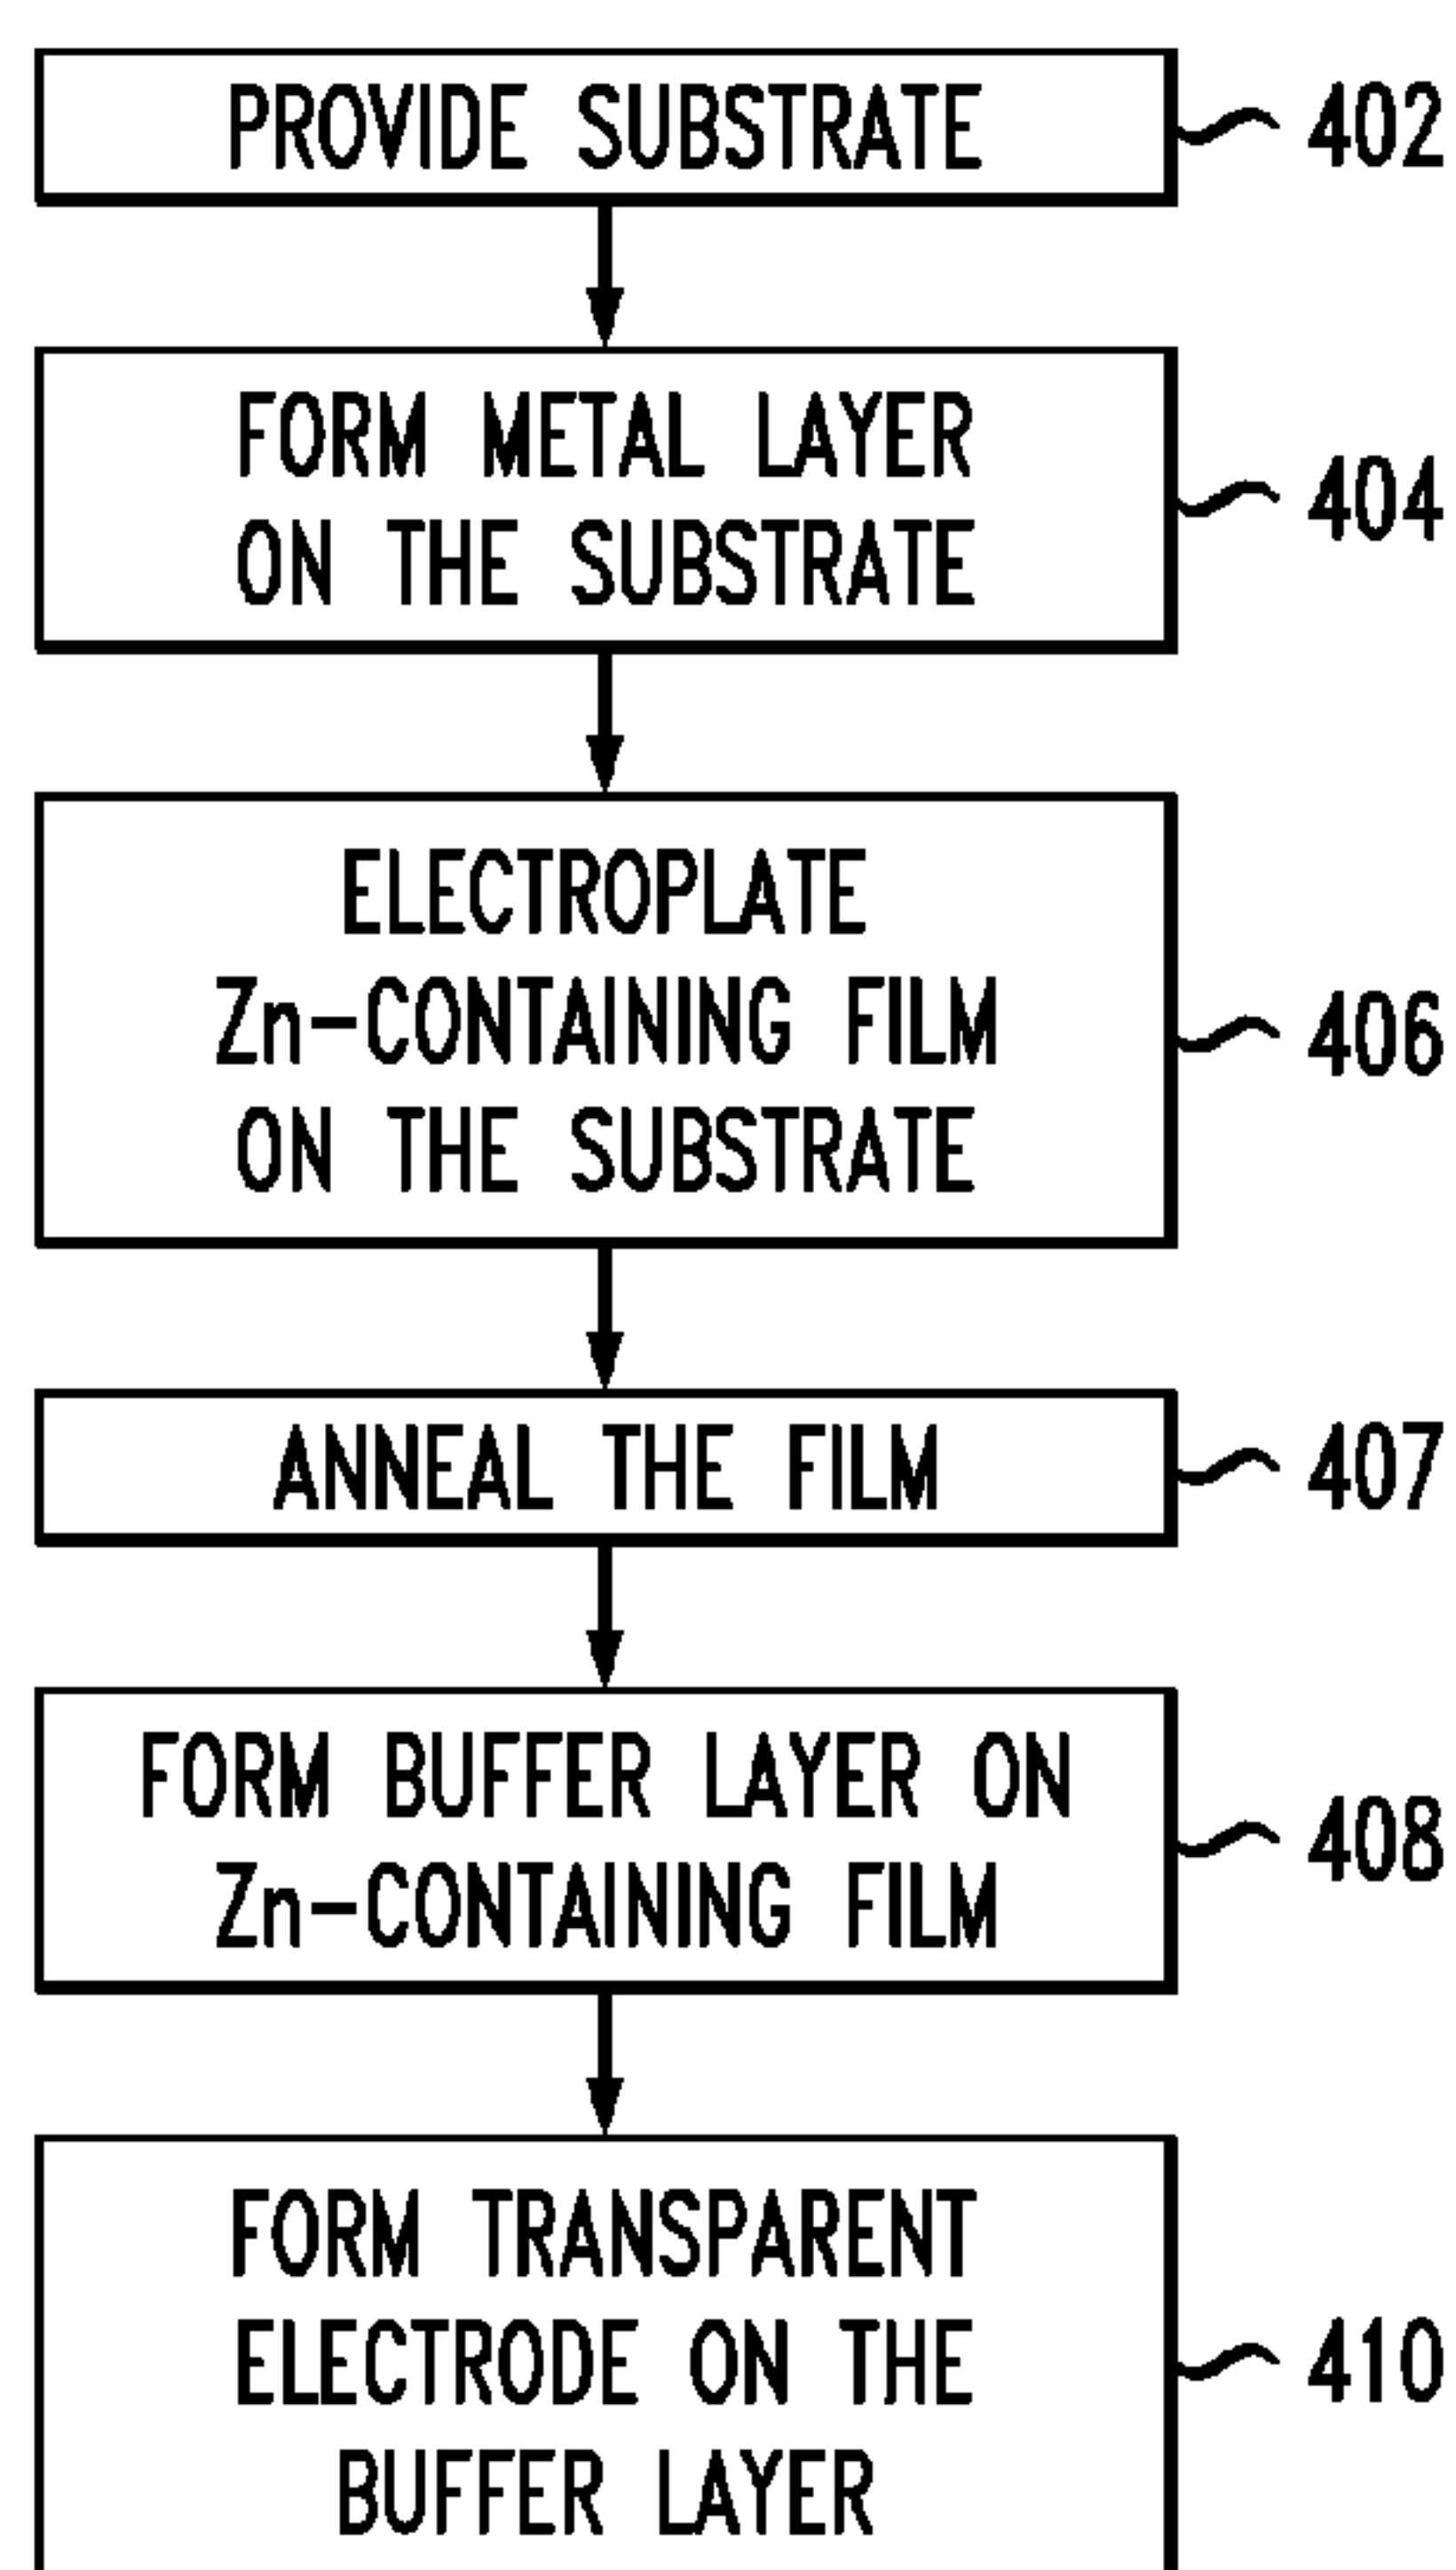 PROVIDE SUBSTRATE
402
FORM METAL LAYER
ON THE SUBSTRATE
404
ELECTROPLATE
Zn-CONTAINING FILM
ON THE SUBSTRATE
406
ANNEAL THE FILM
407
FORM BUFFER LAYER ON
Zn-CONTAINING FILM
408
FORM TRANSPARENT
ELECTRODE ON THE
BUFFER LAYER
410